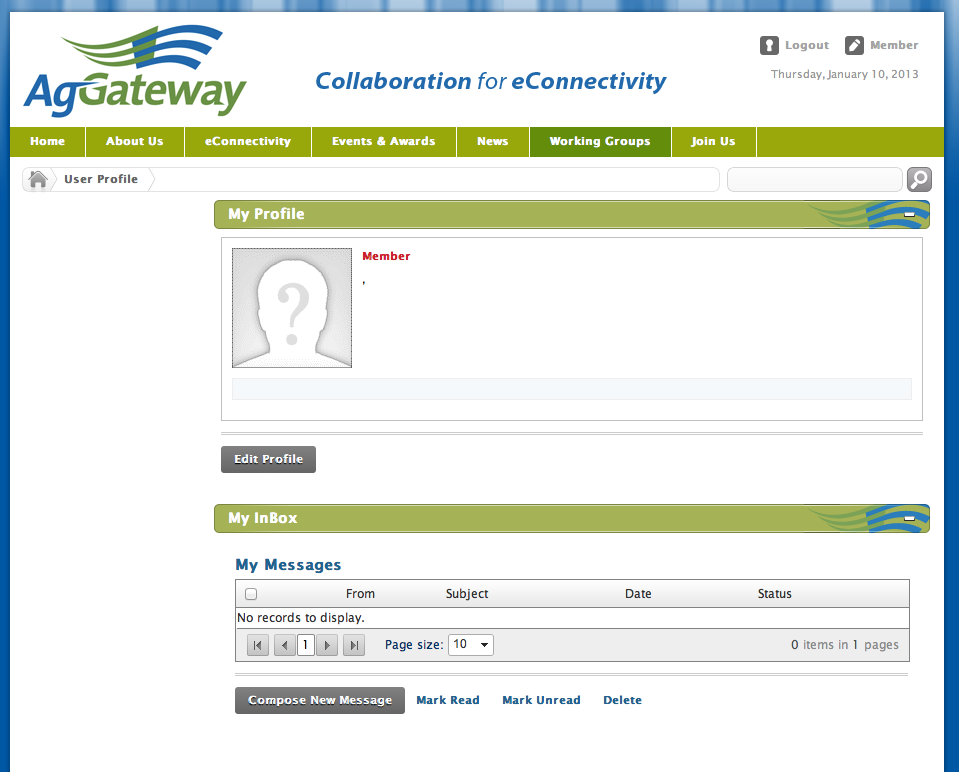 AgGateway
Collaboration for eConnectivity
Logout Member
Thursday, January 10, 2013
Home About Us eConnectivity Events & Awards News Working Groups Join Us
User Profile
My Profile
Member
,
?
Edit Profile
My InBox
My Messages
From Subject Date Status
No records to display.
1 Page size: 10 0 items in 1 pages
Compose New Message Mark Read Mark Unread Delete